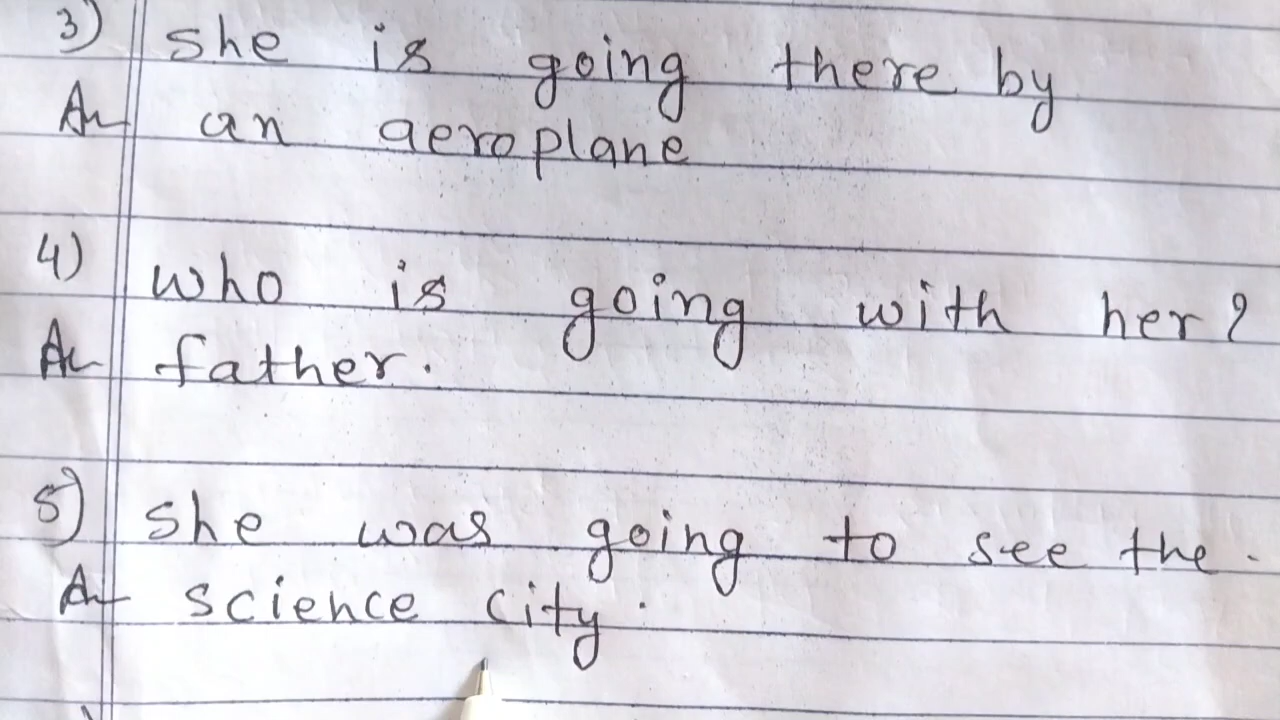 3) she is going there by
An an aeroplane
4) who is going with her?
An father.
5) she was going to see the.
An science city.